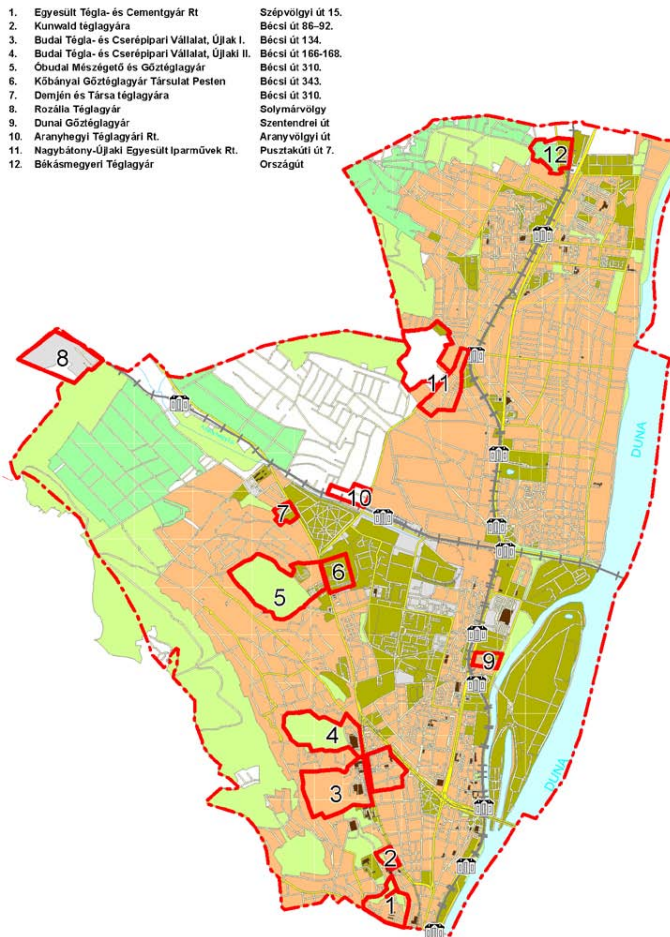 1. Egyesült Tégla- és Cementgyár Rt Szépvölgyi út 15.
2. Kunwald téglagyára Bécsi út 86–92.
3. Budai Tégla- és Cserépipari Vállalat, Újlak I. Bécsi út 134.
4. Budai Tégla- és Cserépipari Vállalat, Újlaki II. Bécsi út 166-168.
5. Óbudai Mészégető és Gőztéglagyár Bécsi út 310.
6. Kőbányai Gőztéglagyár Társulat Pesten Bécsi út 343.
7. Demjén és Társa téglagyára Bécsi út 310.
8. Rozália Téglagyár Solymárvölgy
9. Dunai Gőztéglagyár Szentendrei út
10. Aranyhegyi Téglagyári Rt. Aranyvölgyi út
11. Nagybátony-Újlaki Egyesült Iparművek Rt. Pusztakúti út 7.
12. Békásmegyeri Téglagyár Országút
12
8
11
DUNA
10
7
6
5
9
4
DUNA
3
2
1